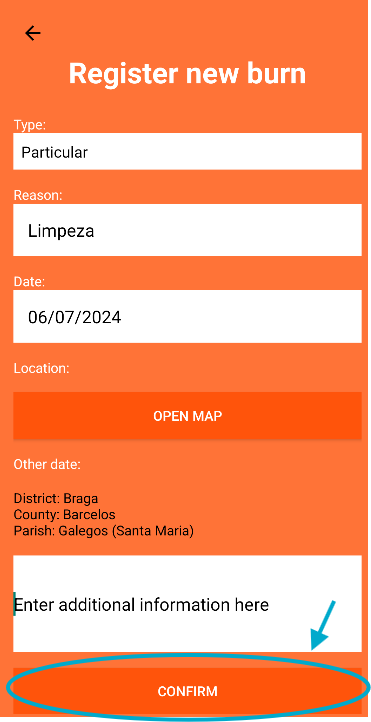 Register new burn
Type:
Particular
Reason:
Limpeza
Date:
06/07/2024
Location:
OPEN MAP
Other date:
District: Braga
County: Barcelos
Parish: Galegos (Santa Maria)
Enter additional information here
CONFIRM